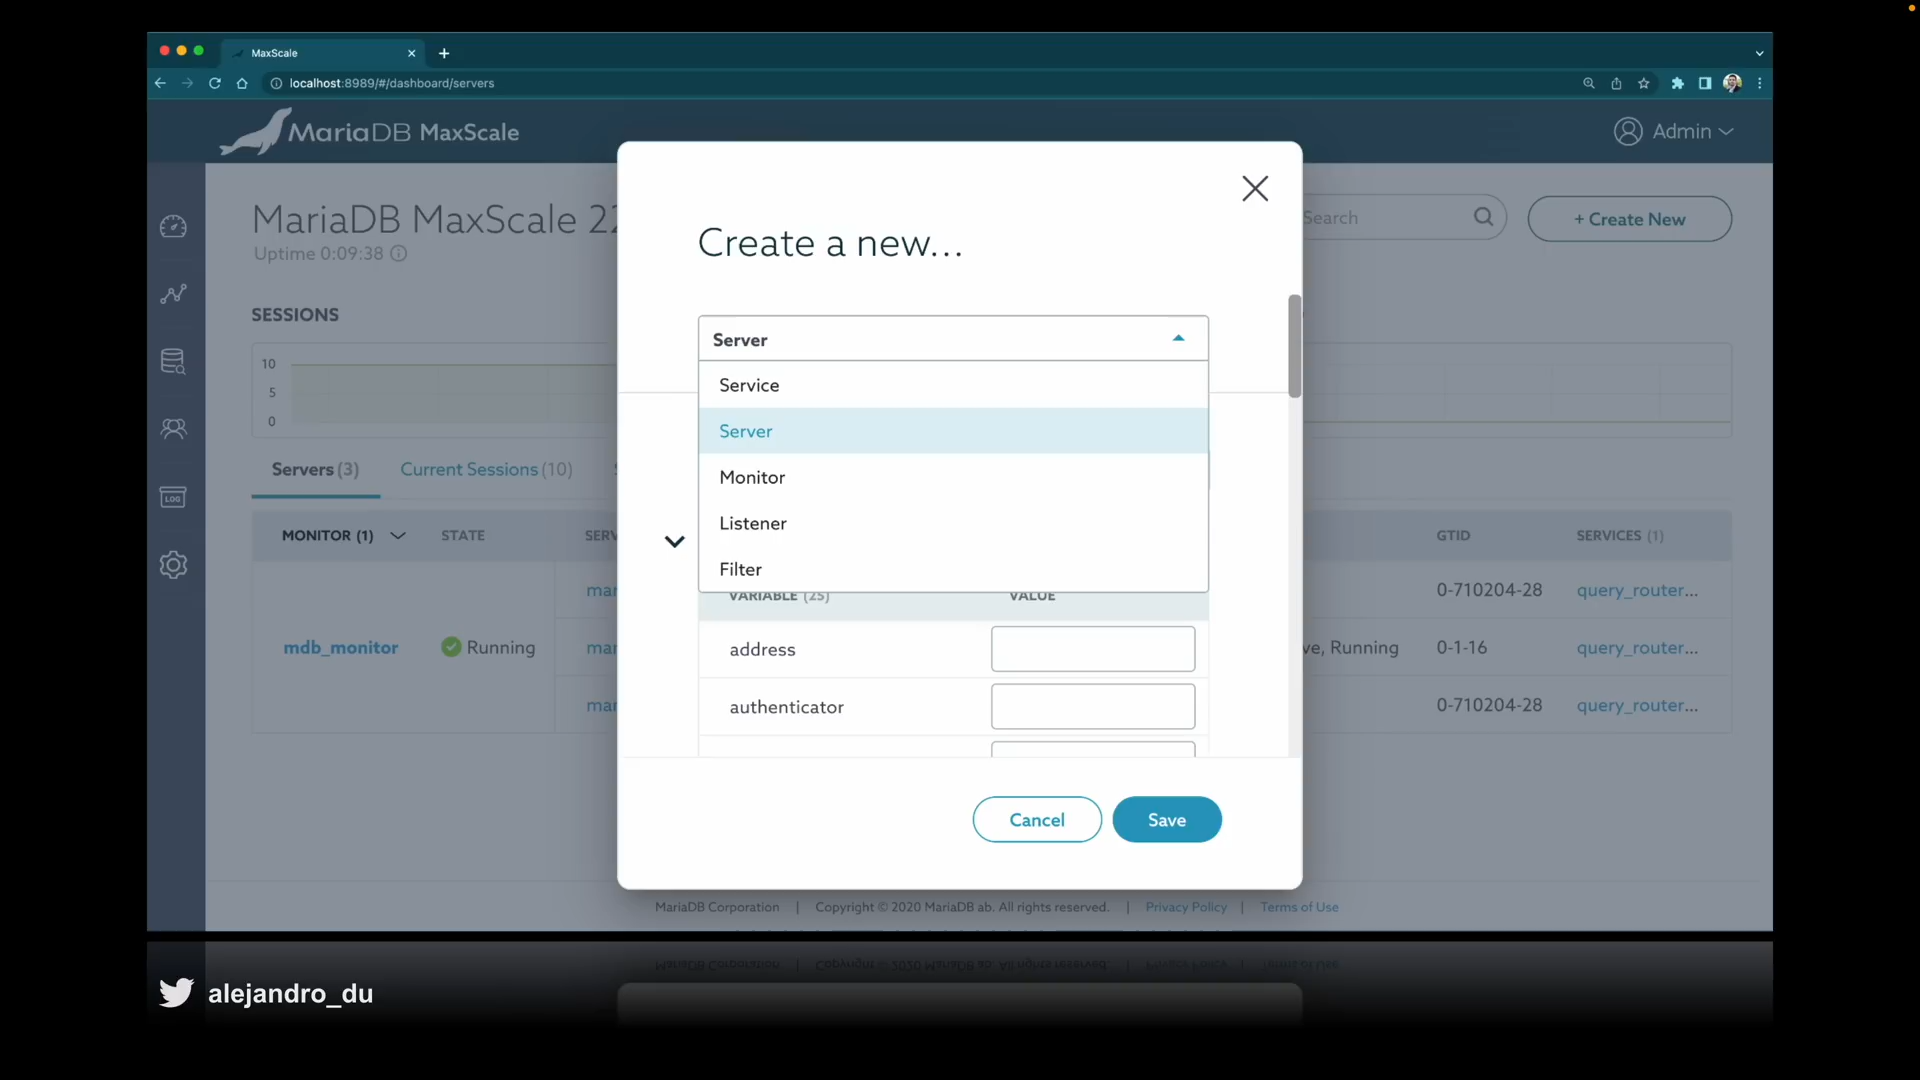 MaxScale
localhost:8989/#/dashboard/servers
MariaDB MaxScale
Admin
MariaDB MaxScale 22
Uptime 0:09:38
Search
+ Create New
Create a new...
SESSIONS
10
5
0
Server
Service
Server
Monitor
Listener
Filter
Servers (3)
Current Sessions (10)
MONITOR (1)
STATE
GTID
SERVICES (1)
VARIABLE (25)
VALUE
address
authenticator
mdb_monitor
Running
ve, Running
0-710204-28
query_router...
0-1-16
query_router...
0-710204-28
query_router...
LOG
Cancel
Save
MariaDB Corporation | Copyright © 2020 MariaDB ab. All rights reserved. | Privacy Policy | Terms of Use
alejandro_du